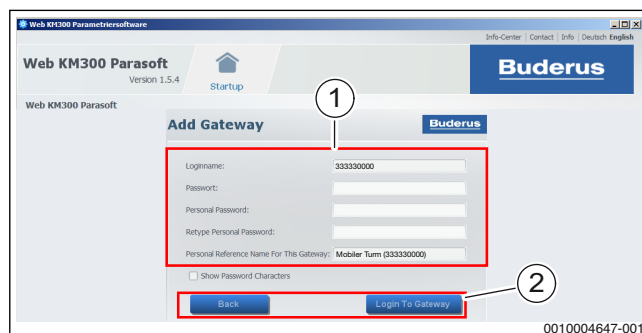 Web KM300 Parametriersoftware
Info-Center | Contact | Info | Deutsch English
Web KM300 Parasoft
Version 1.5.4
Startup
Buderus
Web KM300 Parasoft
1
Add Gateway
Buderus
Loginname: 333330000
Passwort:
Personal Password:
Retype Personal Password:
Personal Reference Name For This Gateway: Mobiler Turm (333330000)
Show Password Characters
2
Back Login To Gateway
0010004647-001